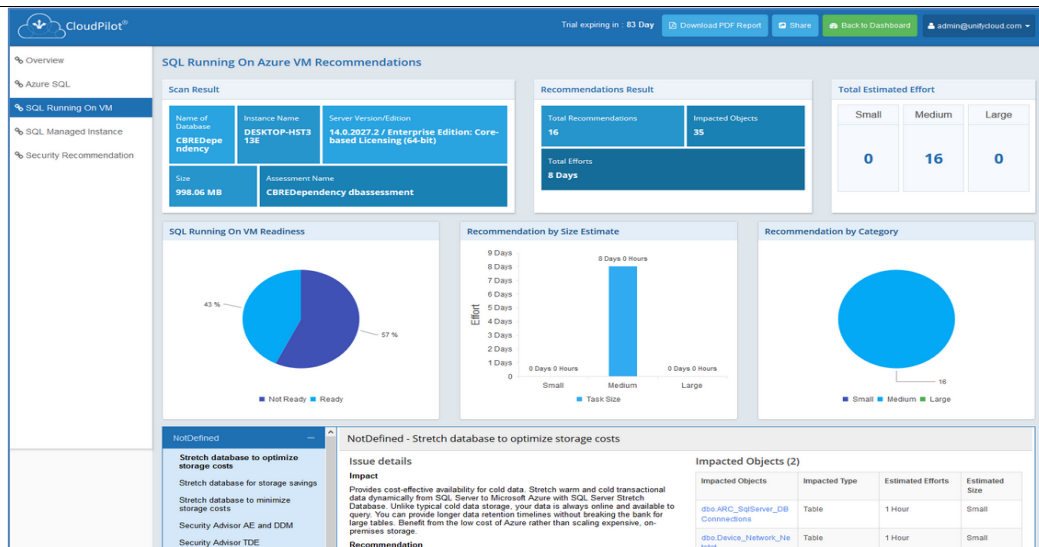 CloudPilot®
Trial expiring in : 83 Day
Download PDF Report
Share
Back to Dashboard
admin@unifycloud.com
Overview
Azure SQL
SQL Running On VM
SQL Managed Instance
Security Recommendation
SQL Running On Azure VM Recommendations
Scan Result
Name of
Database
CBREDepe
ndency
Instance Name
DESKTOP-HST3
13E
Server Version/Edition
14.0.2027.2 / Enterprise Edition: Core-
based Licensing (64-bit)
Size
998.06 MB
Assessment Name
CBREDependency dbassessment
Recommendations Result
Total Recommendations
16
Impacted Objects
35
Total Efforts
8 Days
Total Estimated Effort
Small
Medium
Large
0
16
0
SQL Running On VM Readiness
43 %
57 %
Not Ready
Ready
Recommendation by Size Estimate
Effort
9 Days
8 Days
7 Days
6 Days
5 Days
4 Days
3 Days
2 Days
1 Days
0
0 Days 0 Hours
8 Days 0 Hours
0 Days 0 Hours
Small
Medium
Large
Task Size
Recommendation by Category
16
Small
Medium
Large
NotDefined
Stretch database to optimize
storage costs
Stretch database for storage savings
Stretch database to minimize
storage costs
Security Advisor AE and DDM
Security Advisor TDE
NotDefined - Stretch database to optimize storage costs
Issue details
Impact
Provides cost-effective availability for cold data. Stretch warm and cold transactional
data dynamically from SQL Server to Microsoft Azure with SQL Server Stretch
Database. Unlike typical cold data storage, your data is always online and available to
query. You can provide longer data retention timelines without breaking the bank for
large tables. Benefit from the low cost of Azure rather than scaling expensive, on-
premises storage.
Recommendation
Impacted Objects (2)
Impacted Objects
Impacted Type
Estimated Efforts
Estimated
Size
dbo.ARC_SqlServer_DB
Connnections
Table
1 Hour
Small
dbo.Device_Network_Ne
Table
1 Hour
Small